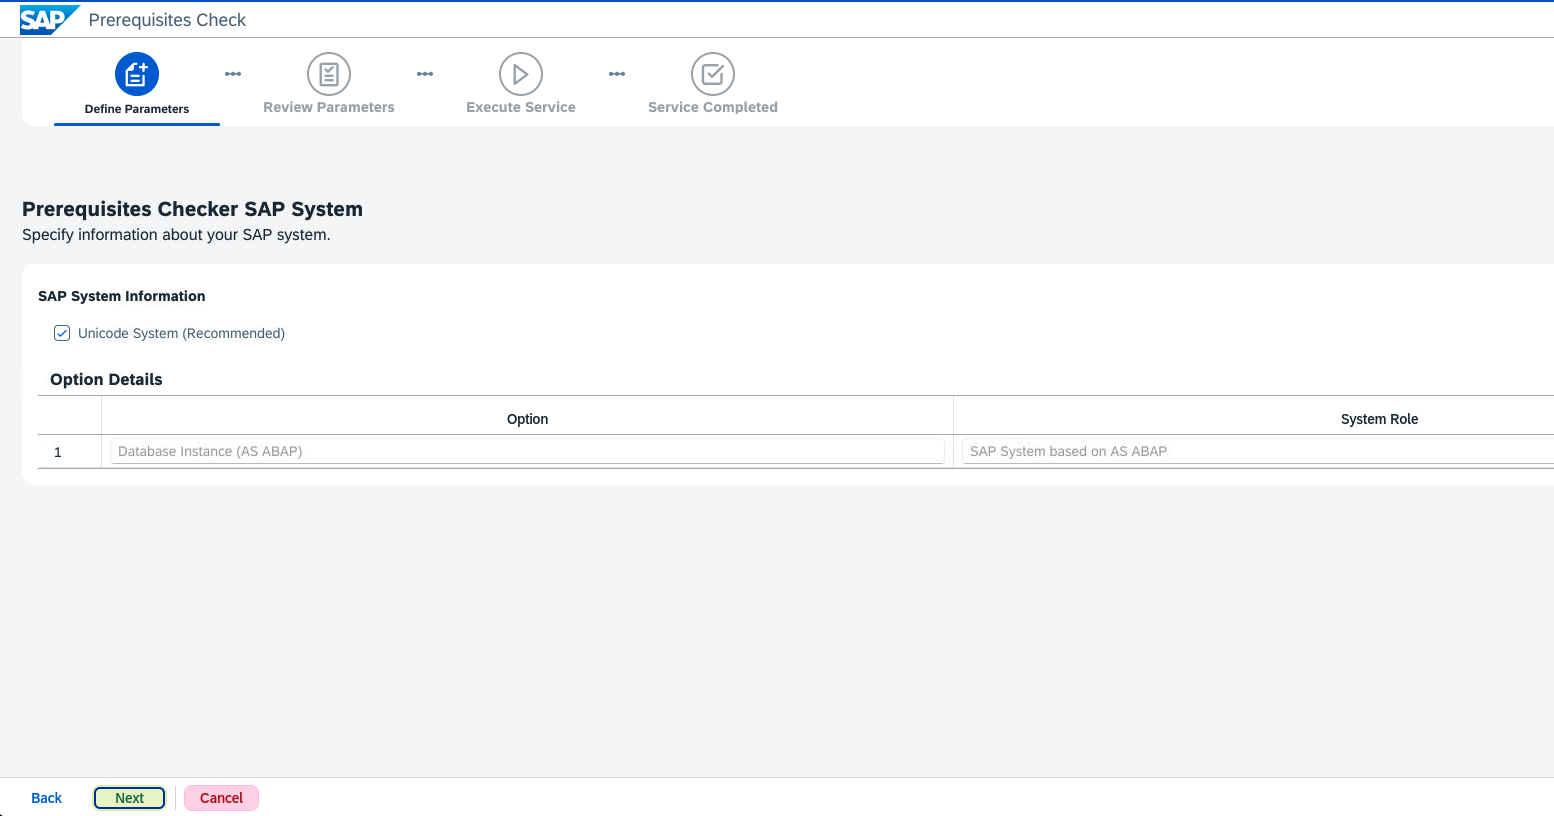 SAP Prerequisites Check
Define Parameters
Review Parameters
Execute Service
Service Completed
Prerequisites Checker SAP System
Specify information about your SAP system.
SAP System Information
Unicode System (Recommended)
Option Details
Option System Role
1 Database Instance (AS ABAP) SAP System based on AS ABAP
Back Next Cancel